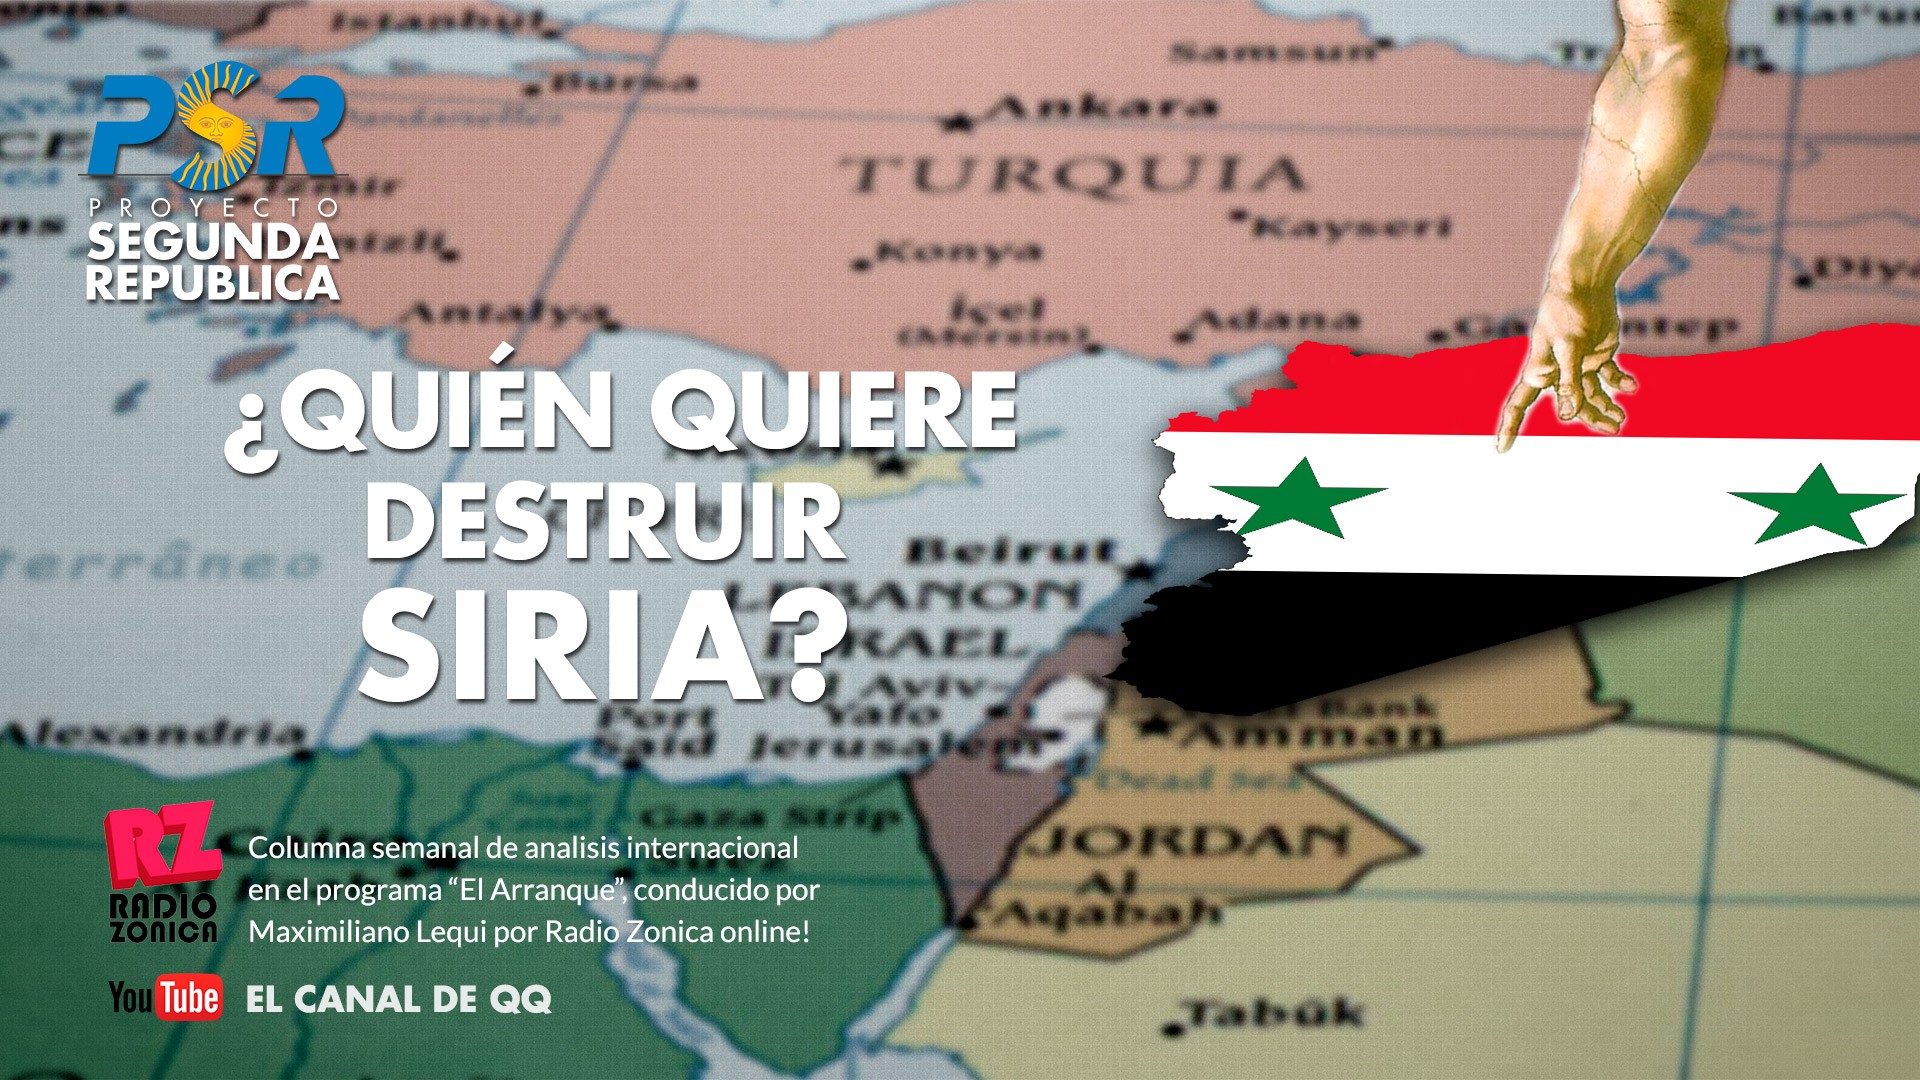 Istanbul
Bursa
Samsun
Ankara
PSR
Dardanelles
TURQUIA
Izmir
PROYECTO
SEGUNDA
REPUBLICA
Kayseri
Konya
Antalya
İçel
(Mersin)
Adana
¿QUIÉN QUIERE
DESTRUIR
SIRIA?
Beirut
LEBANON
ISRAEL
Tel Aviv-
Yafo
Port
Said
Jerusalem
Alexandria
Bank
Amman
Dead Sea
Gaza Strip
JORDAN
Al
Aqabah
Tabūk
RZ
RADIO
ZONICA
Columna semanal de analisis internacional
en el programa “El Arranque”, conducido por
Maximiliano Lequi por Radio Zonica online!
YouTube
EL CANAL DE QQ